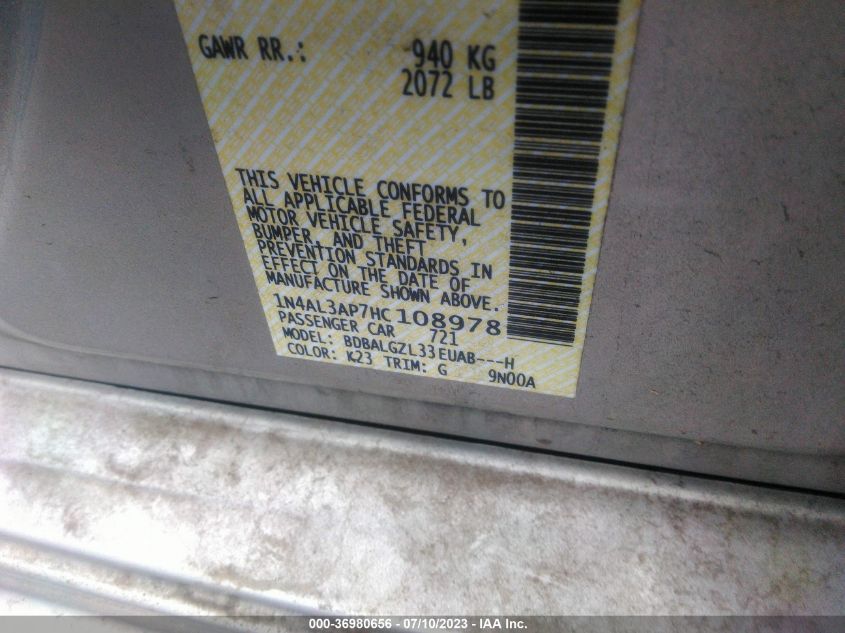 GAWR RR.: 940 KG
2072 LB
THIS VEHICLE CONFORMS TO
ALL APPLICABLE FEDERAL
MOTOR VEHICLE SAFETY,
BUMPER, AND THEFT
PREVENTION STANDARDS IN
EFFECT ON THE DATE OF
MANUFACTURE SHOWN ABOVE.
1N4AL3AP7HC108978
PASSENGER CAR 721
MODEL: BDBALGZL33EUAB---H
COLOR: K23 TRIM: G 9N00A
000-36980656 - 07/10/2023 - IAA Inc.